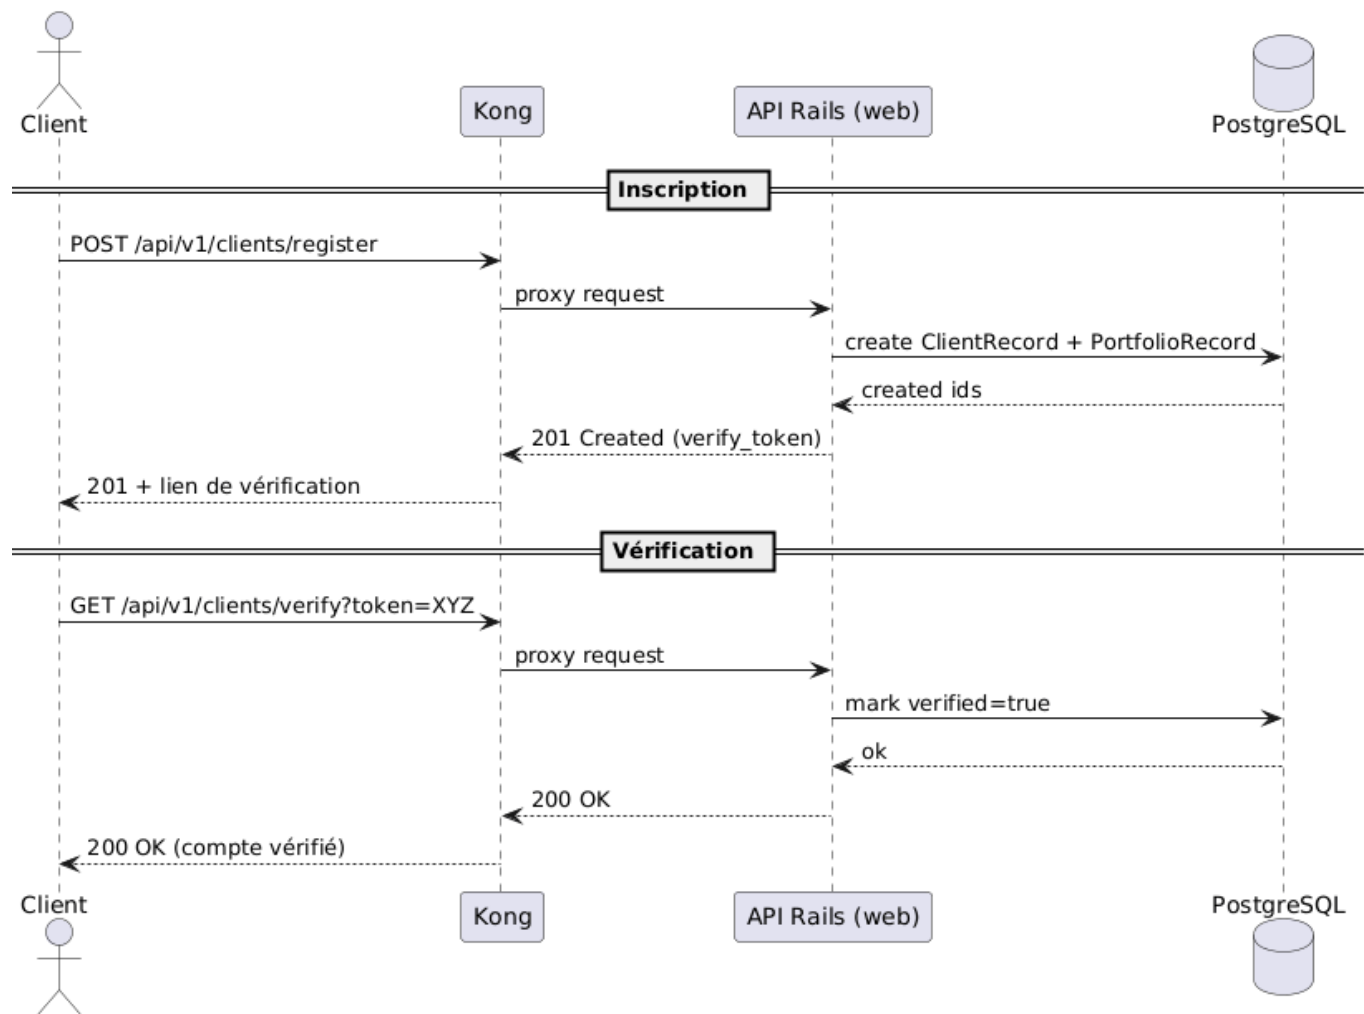 Client
Kong
API Rails (web)
PostgreSQL
Inscription
POST /api/v1/clients/register
proxy request
create ClientRecord + PortfolioRecord
created ids
201 Created (verify_token)
201 + lien de vérification
Vérification
GET /api/v1/clients/verify?token=XYZ
proxy request
mark verified=true
ok
200 OK
200 OK (compte vérifié)
Client
Kong
API Rails (web)
PostgreSQL